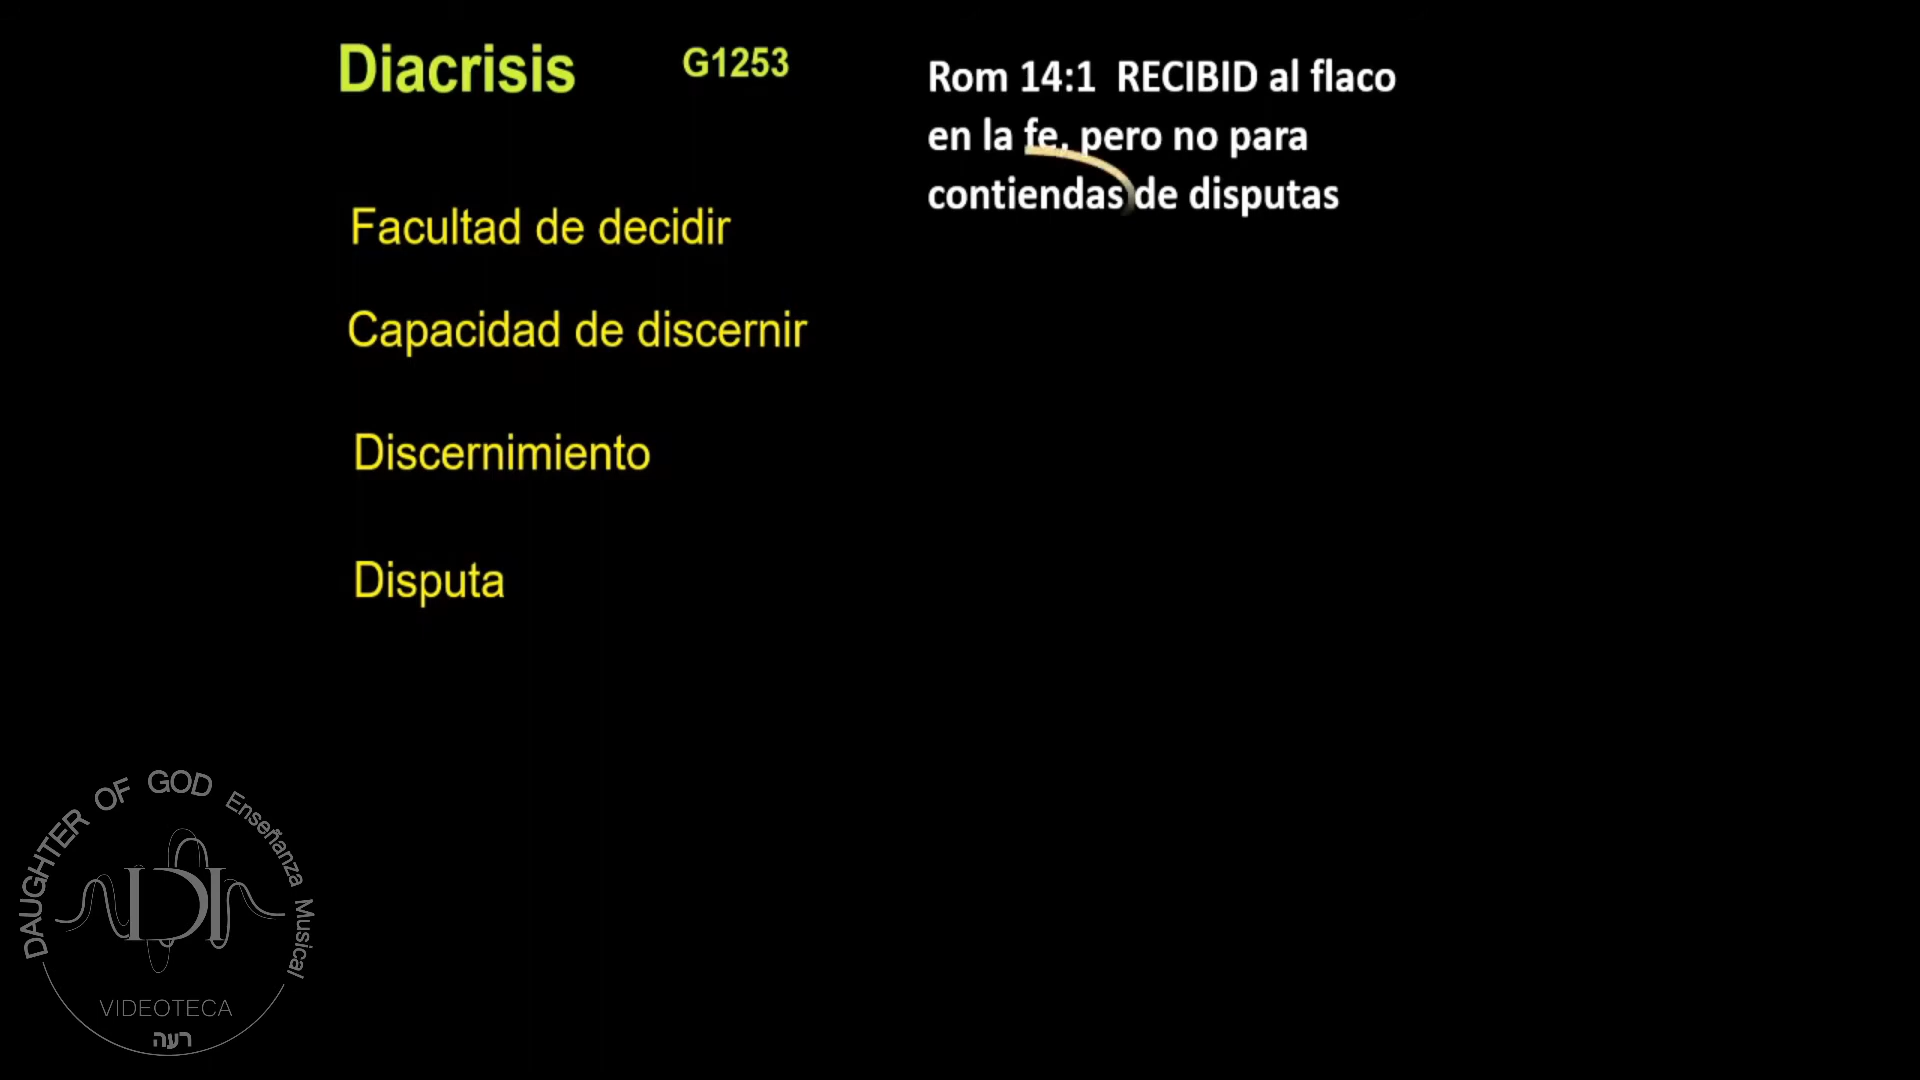 Diacrisis
G1253
Facultad de decidir
Capacidad de discernir
Discernimiento
Disputa
Rom 14:1 RECIBID al flaco
en la fe, pero no para
contiendas de disputas
DAUGHTER OF GOD Enseñanza Musical
DI
VIDEOTECA
רעה